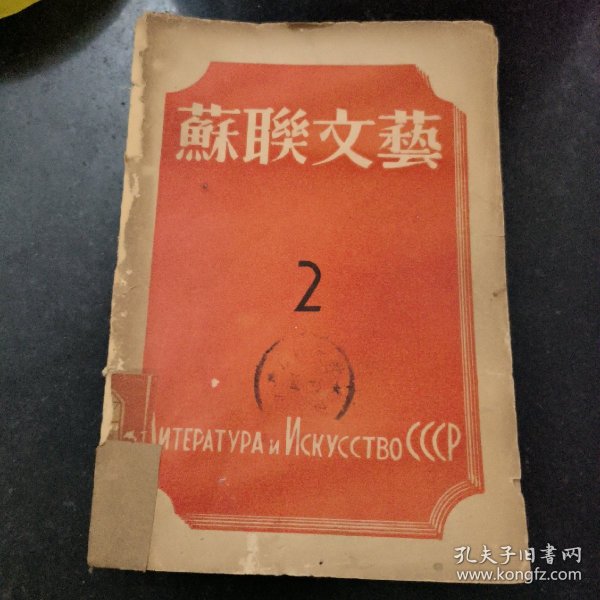 蘇聯文藝
2
ЛИТЕРАТУРА И ИСКУССТВО СССР
孔夫子旧书网
www.kongfz.com